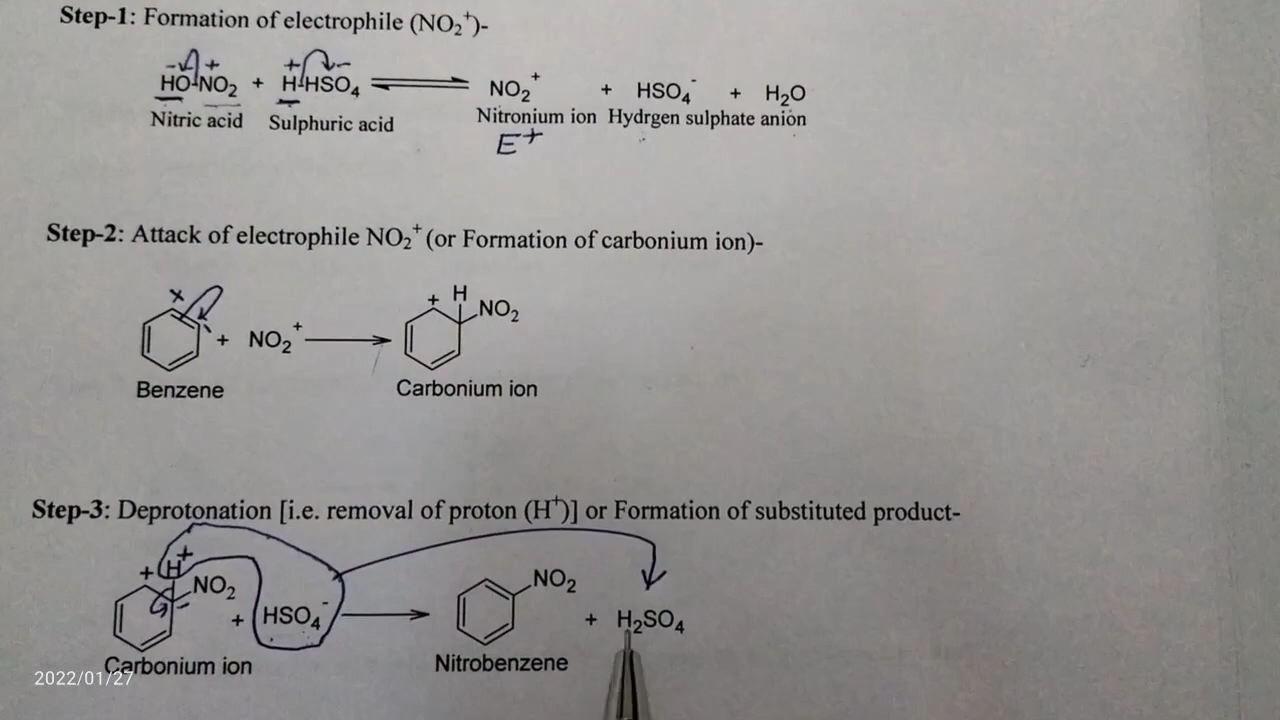 Step-1: Formation of electrophile (NO₂⁺)-
HO-NO₂ + H-HSO₄ ⇌ NO₂⁺ + HSO₄⁻ + H₂O
Nitric acid Sulphuric acid Nitronium ion Hydrgen sulphate anion
E+
Step-2: Attack of electrophile NO₂⁺ (or Formation of carbonium ion)-
+ H
NO₂
+ NO₂⁺
Benzene Carbonium ion
Step-3: Deprotonation [i.e. removal of proton (H⁺)] or Formation of substituted product-
+ H+
NO₂ NO₂
+ HSO₄⁻ + H₂SO₄
Carbonium ion Nitrobenzene
2022/01/27